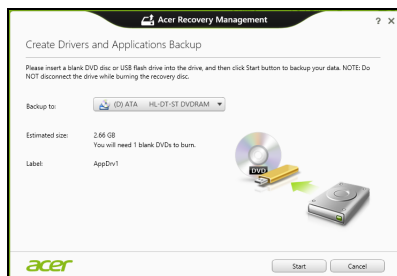 Acer Recovery Management
? ×
Create Drivers and Applications Backup
Please insert a blank DVD disc or USB flash drive into the drive, and then click Start button to backup your data. NOTE: Do
NOT disconnect the drive while burning the recovery disc.
Backup to: (D) ATA HL-DT-ST DVDRAM
Estimated size: 2.66 GB
You will need 1 blank DVDs to burn.
Label: AppDrv1
DVD
acer
Start Cancel